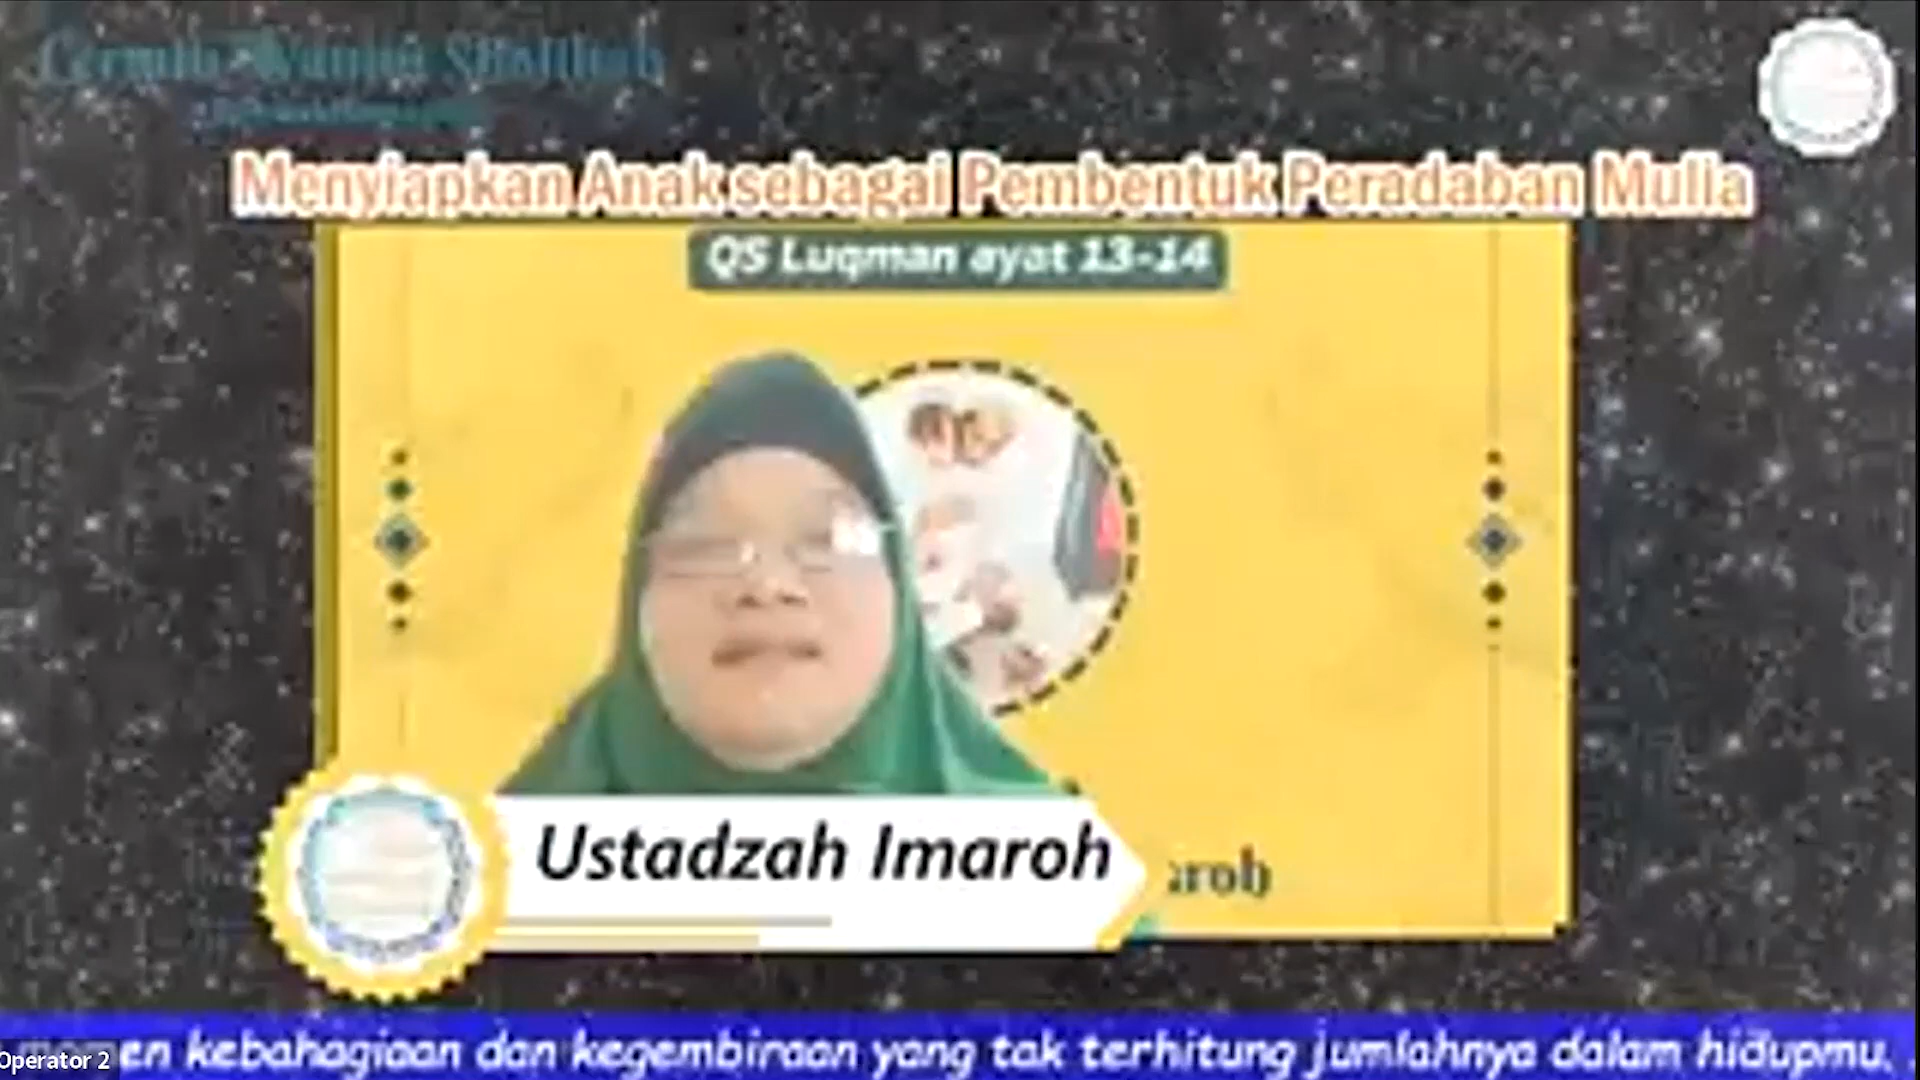 Menyiapkan Anak sebagai Pembentuk Peradaban Mulia
QS Luqman ayat 13-14
Ustadzah Imaroh
aroh
en kebahagiaan dan kegembiraan yang tak terhitung jumlahnya dalam hidupmu.
Operator 2